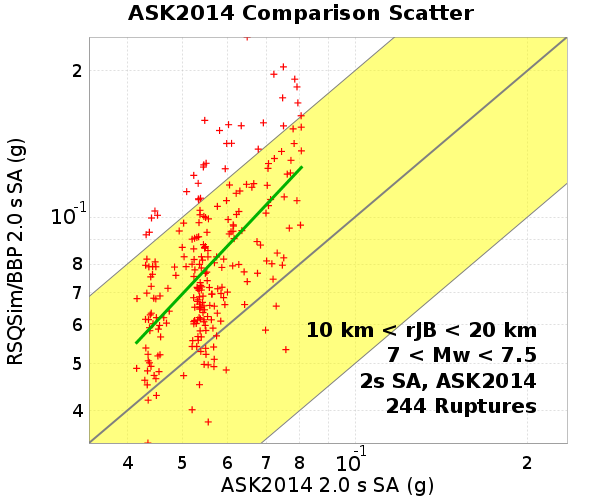 ASK2014 Comparison Scatter
RSQSim/BBP 2.0 s SA (g)
2
10-1
8
7
6
5
4
10 km < rJB < 20 km
7 < Mw < 7.5
2s SA, ASK2014
244 Ruptures
4 5 6 7 8 10-1 2
ASK2014 2.0 s SA (g)